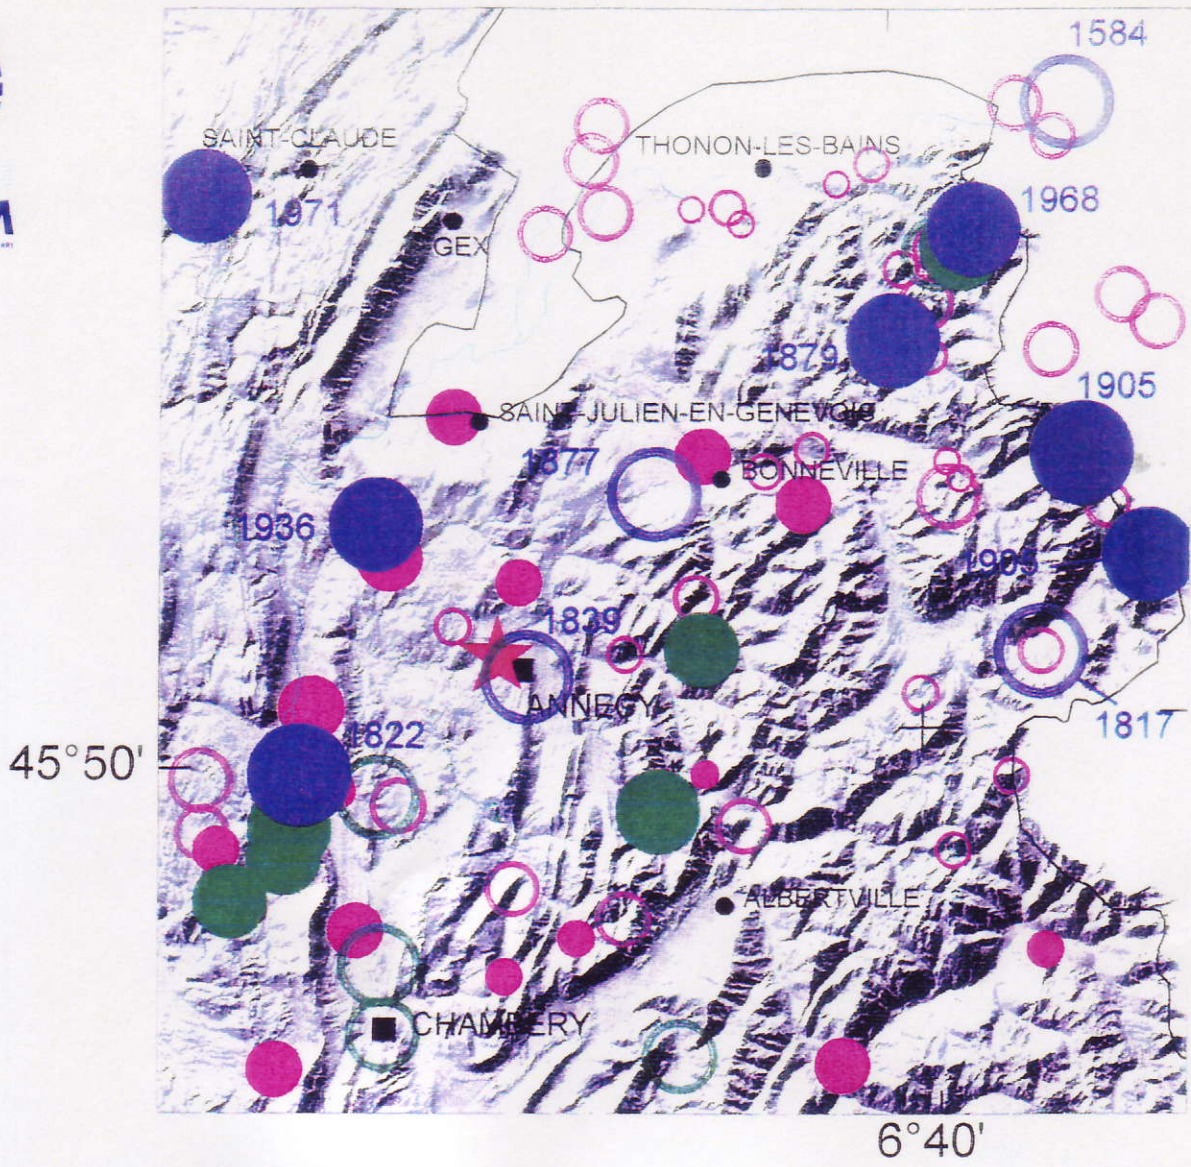 1584
SAINT-CLAUDE
THONON-LES-BAINS
1971
1968
GEX
1879
1905
SAINT-JULIEN-EN-GENEVOIS
1877
BONNEVILLE
1936
1905
1839
ANNECY
1822
1817
45°50'
ALBERTVILLE
CHAMBERY
6°40'